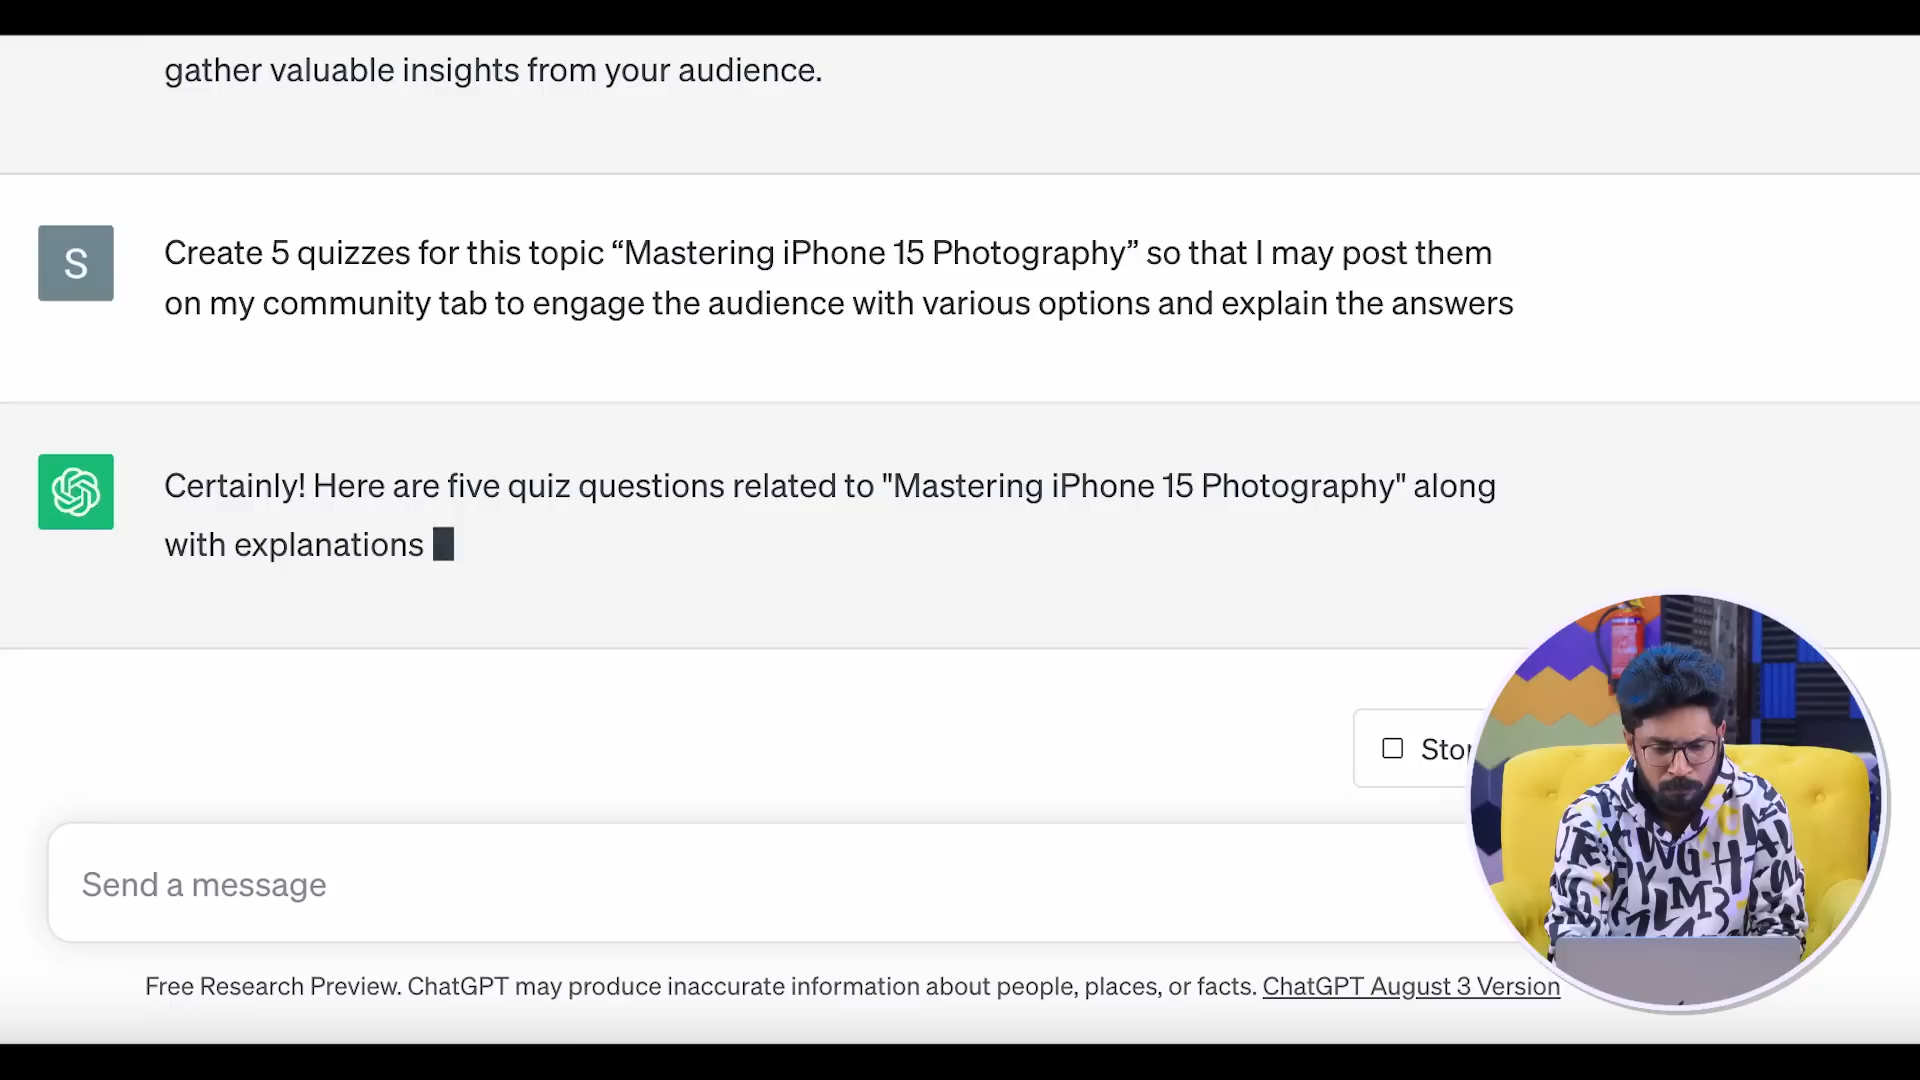 gather valuable insights from your audience.
S
Create 5 quizzes for this topic “Mastering iPhone 15 Photography” so that I may post them
on my community tab to engage the audience with various options and explain the answers
Certainly! Here are five quiz questions related to "Mastering iPhone 15 Photography" along
with explanations
Send a message
Free Research Preview. ChatGPT may produce inaccurate information about people, places, or facts. ChatGPT August 3 Version